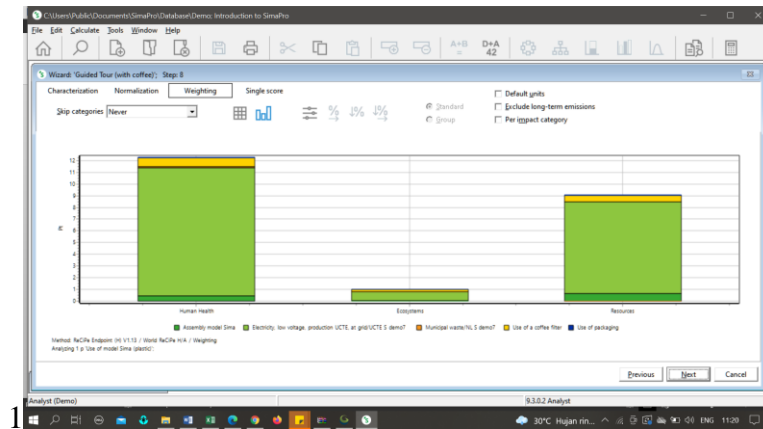 C:\Users\Public\Documents\SimaPro\Database\Demo: Introduction to SimaPro
File Edit Calculate Tools Window Help
A+B
=
D+A
42
Wizard: 'Guided Tour (with coffee)'; Step: 8
Characterization Normalization Weighting Single score
Skip categories Never
Standard
Group
Default units
Exclude long-term emissions
Per impact category
12
11
10
9
8
7
6
5
4
3
2
1
0
Pt
Human Health Ecosystems Resources
Assembly model Sima Electricity, low voltage, production UCTE, at grid/UCTE S demo7 Municipal waste/NL S demo7 Use of a coffee filter Use of packaging
Method: ReCiPe Endpoint (H) V1.13 / World ReCiPe H/A / Weighting
Analyzing 1 p 'Use of model Sima (plastic)';
Previous Next Cancel
Analyst (Demo) 9.3.0.2 Analyst
1
30°C Hujan rin... ENG 11:20